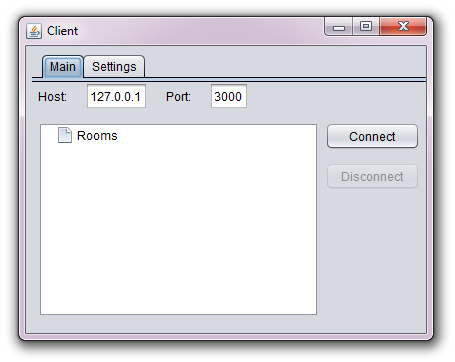 Client
Main Settings
Host: 127.0.0.1 Port: 3000
Rooms
Connect
Disconnect